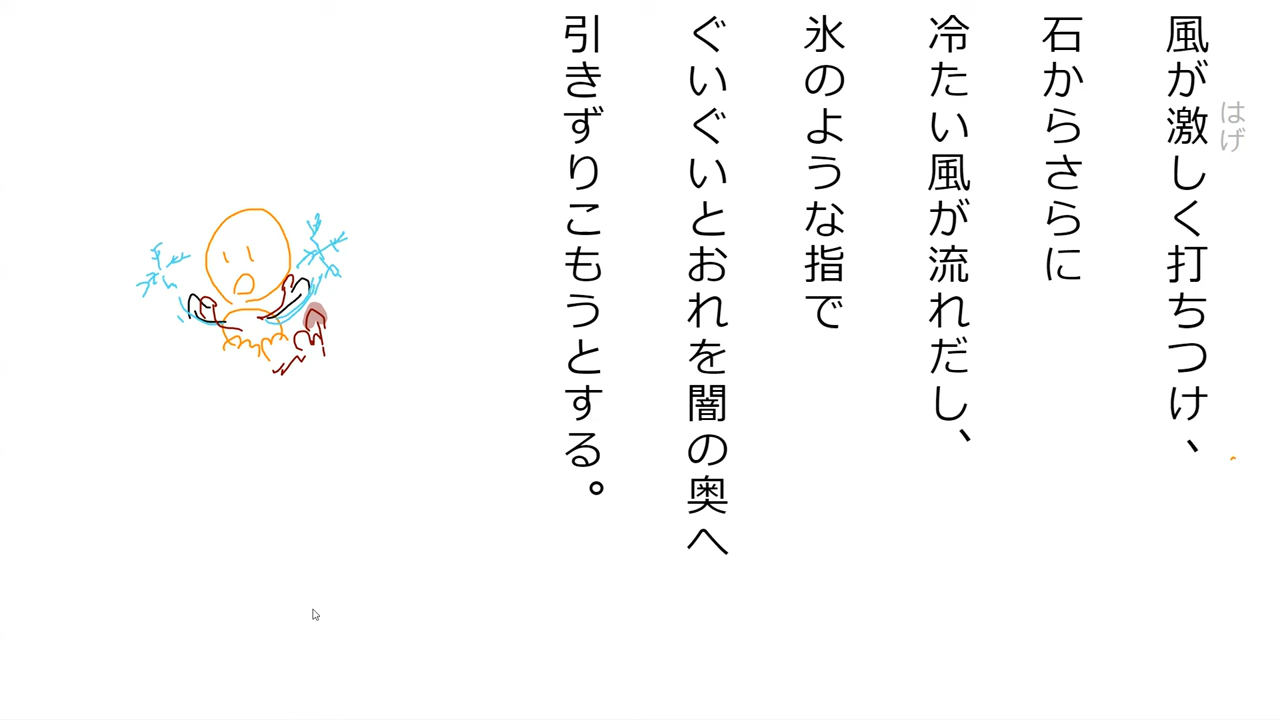 風が激しく打ちつけ、
はげ
石からさらに
冷たい風が流れだし、
氷のような指で
ぐいぐいとおれを闇の奥へ
引きずりこもうとする。